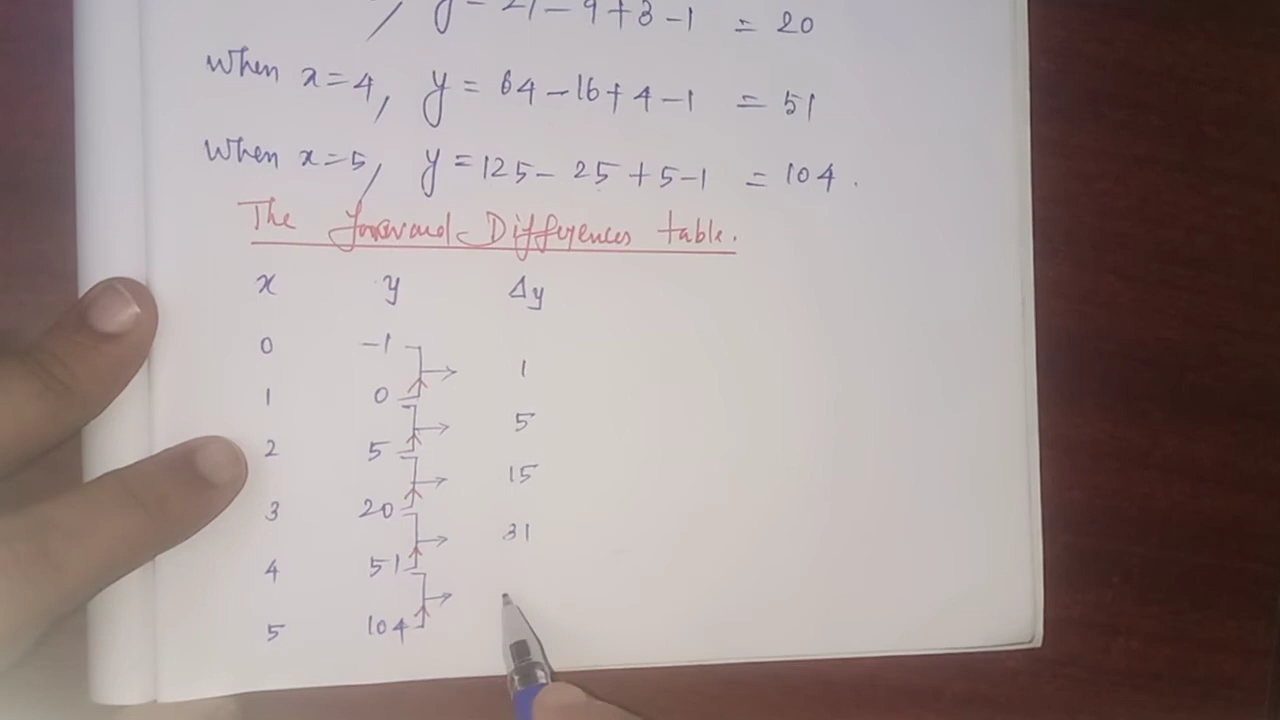 y = 27 - 9 + 3 - 1 = 20
when x=4, y = 64 - 16 + 4 - 1 = 51
when x=5, y = 125 - 25 + 5 - 1 = 104.
The forward Differences table.
x y Δy
0 -1
1
1 0
5
2 5
15
3 20
31
4 51
5 104